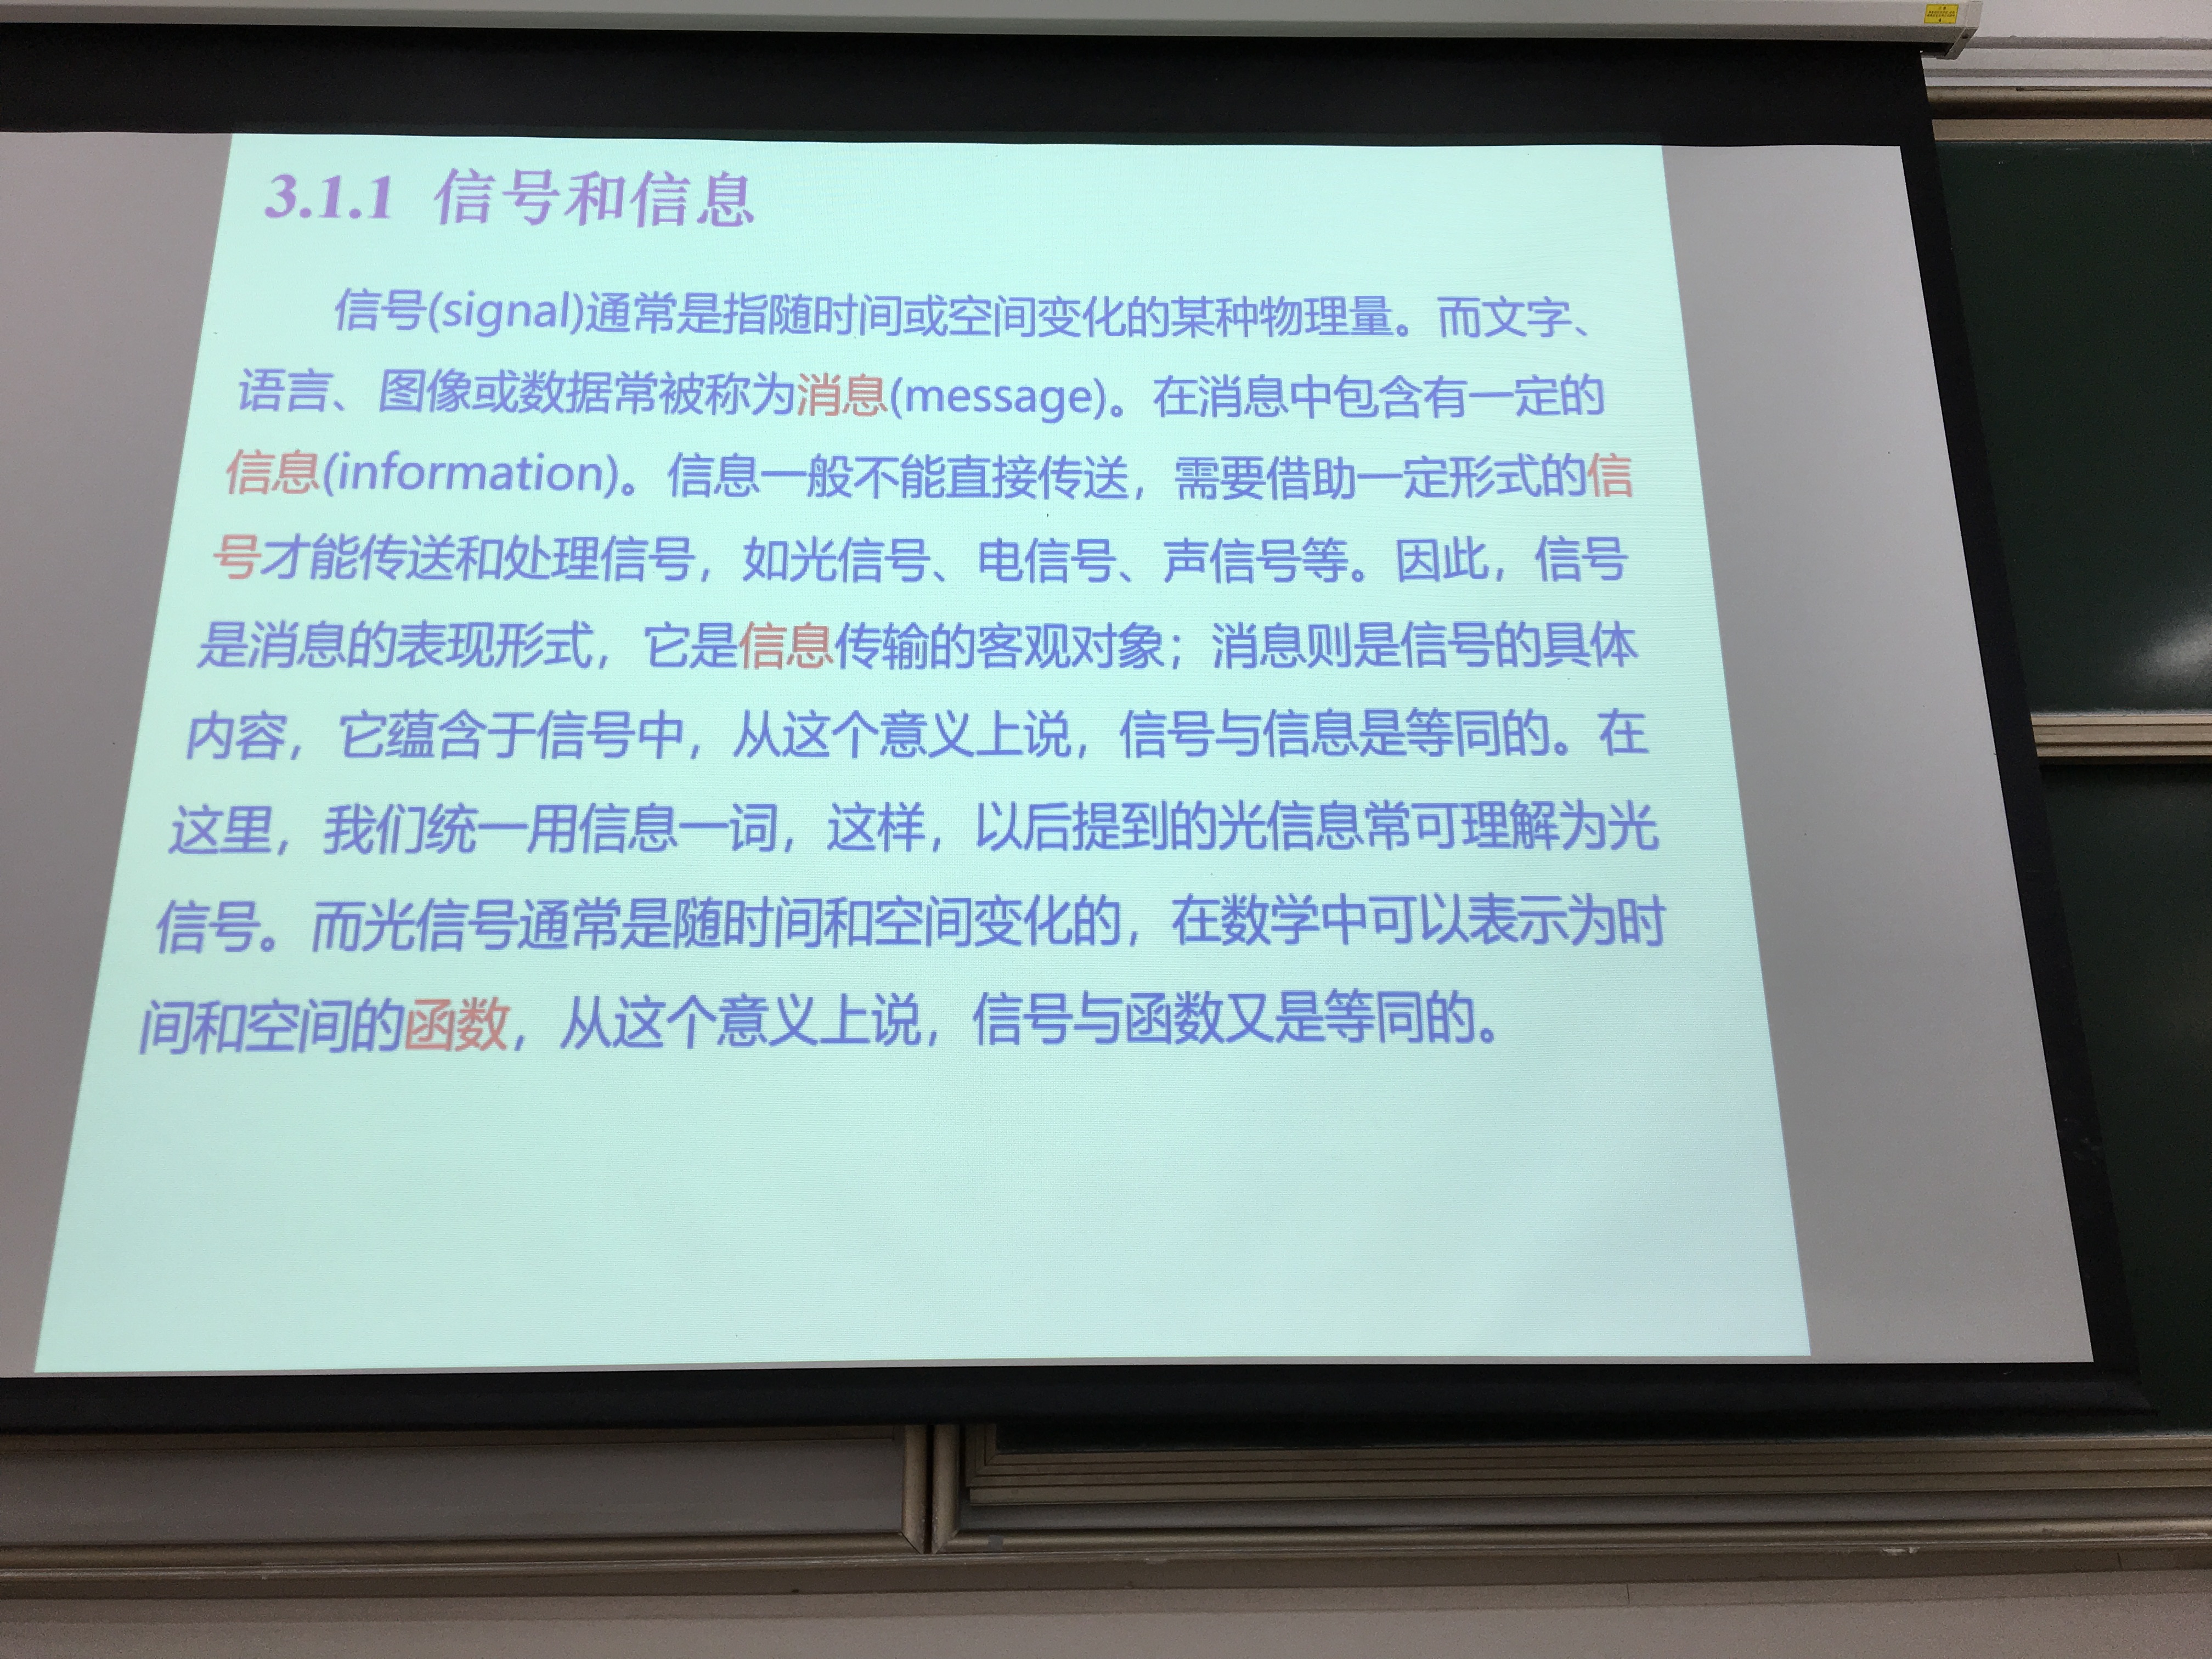 3.1.1 信号和信息
信号(signal)通常是指随时间或空间变化的某种物理量。而文字、
语言、图像或数据常被称为消息(message)。在消息中包含有一定的
信息(information)。信息一般不能直接传送，需要借助一定形式的信
号才能传送和处理信号，如光信号、电信号、声信号等。因此，信号
是消息的表现形式，它是信息传输的客观对象；消息则是信号的具体
内容，它蕴含于信号中，从这个意义上说，信号与信息是等同的。在
这里，我们统一用信息一词，这样，以后提到的光信息常可理解为光
信号。而光信号通常是随时间和空间变化的，在数学中可以表示为时
间和空间的函数，从这个意义上说，信号与函数又是等同的。